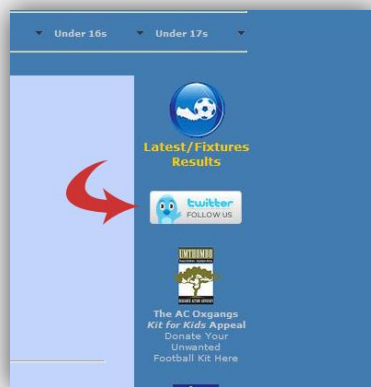 Under 16s Under 17s
Latest/Fixtures
Results
twitter
FOLLOW US
UMTHOMBO
The AC Oxgangs
Kit for Kids Appeal
Donate Your
Unwanted
Football Kit Here